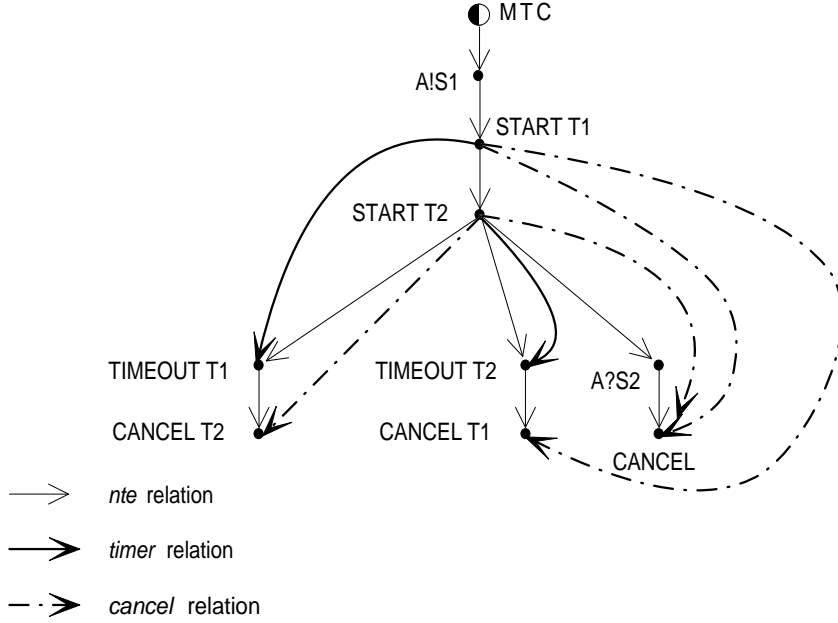 MTC
A!S1
START T1
START T2
TIMEOUT T1
TIMEOUT T2
A?S2
CANCEL T2
CANCEL T1
CANCEL
nte relation
timer relation
cancel relation